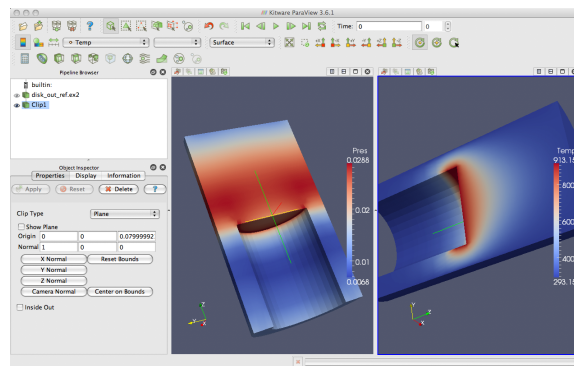 Kitware ParaView 3.6.1
Time: 0 0
Temp Surface
Pipeline Browser
builtin:
disk_out_ref.ex2
Clip1
Object Inspector
Properties Display Information
Apply Reset Delete ?
Clip Type Plane
Show Plane
Origin 0 0 0.07999992
Normal 1 0 0
X Normal Reset Bounds
Y Normal
Z Normal
Camera Normal Center on Bounds
Inside Out
Pres
0.0288
0.02
0.01
0.0068
Z
Y
X
Temp
913.15
800
600
400
293.15
Y
Z
X